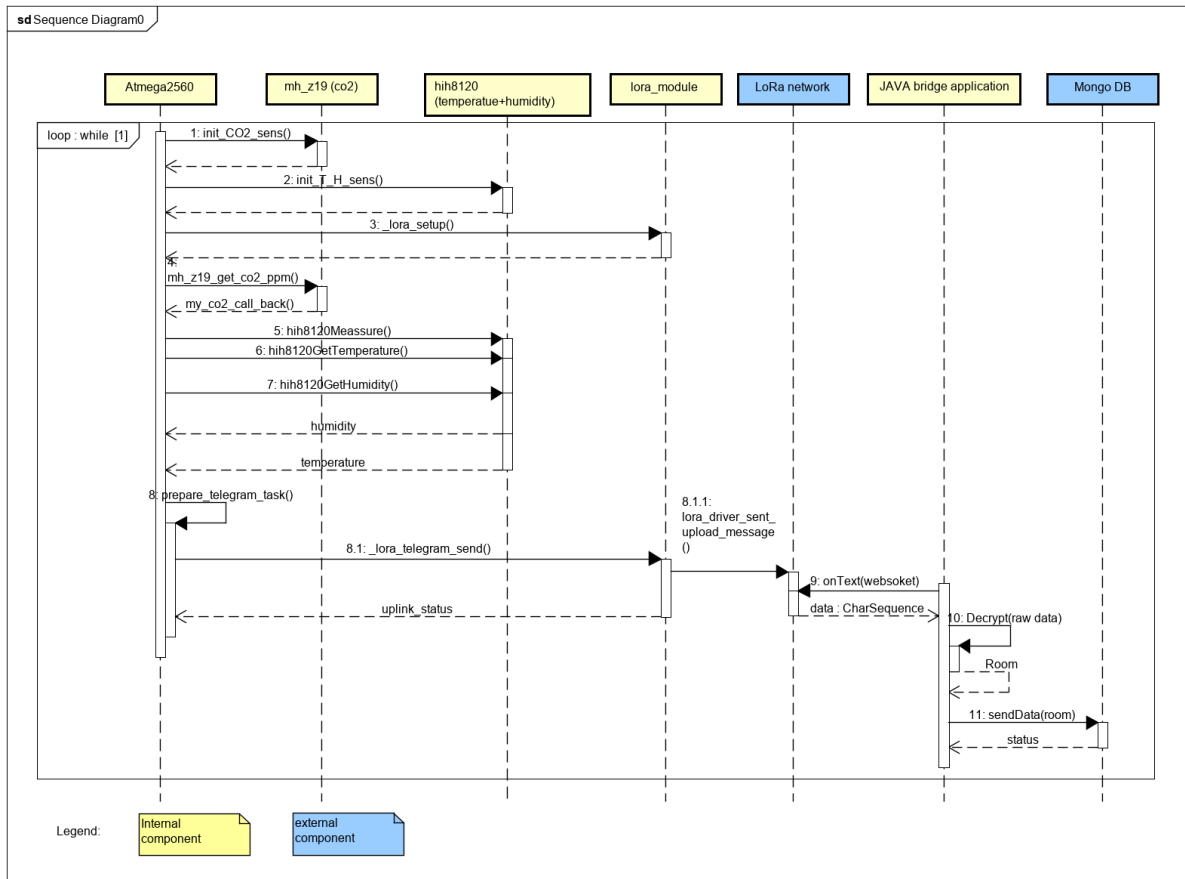 sd Sequence Diagram0
Atmega2560
mh_z19 (co2)
hih8120
(temperatue+humidity)
lora_module
LoRa network
JAVA bridge application
Mongo DB
loop : while [1]
1: init_CO2_sens()
2: init_T_H_sens()
3: _lora_setup()
4:
mh_z19_get_co2_ppm()
my_co2_call_back()
5: hih8120Meassure()
6: hih8120GetTemperature()
7: hih8120GetHumidity()
humidity
temperature
8: prepare_telegram_task()
8.1: _lora_telegram_send()
8.1.1:
lora_driver_sent_
upload_message
()
uplink_status
9: onText(websoket)
data : CharSequence
10: Decrypt(raw data)
Room
11: sendData(room)
status
Legend:
Internal
component
external
component